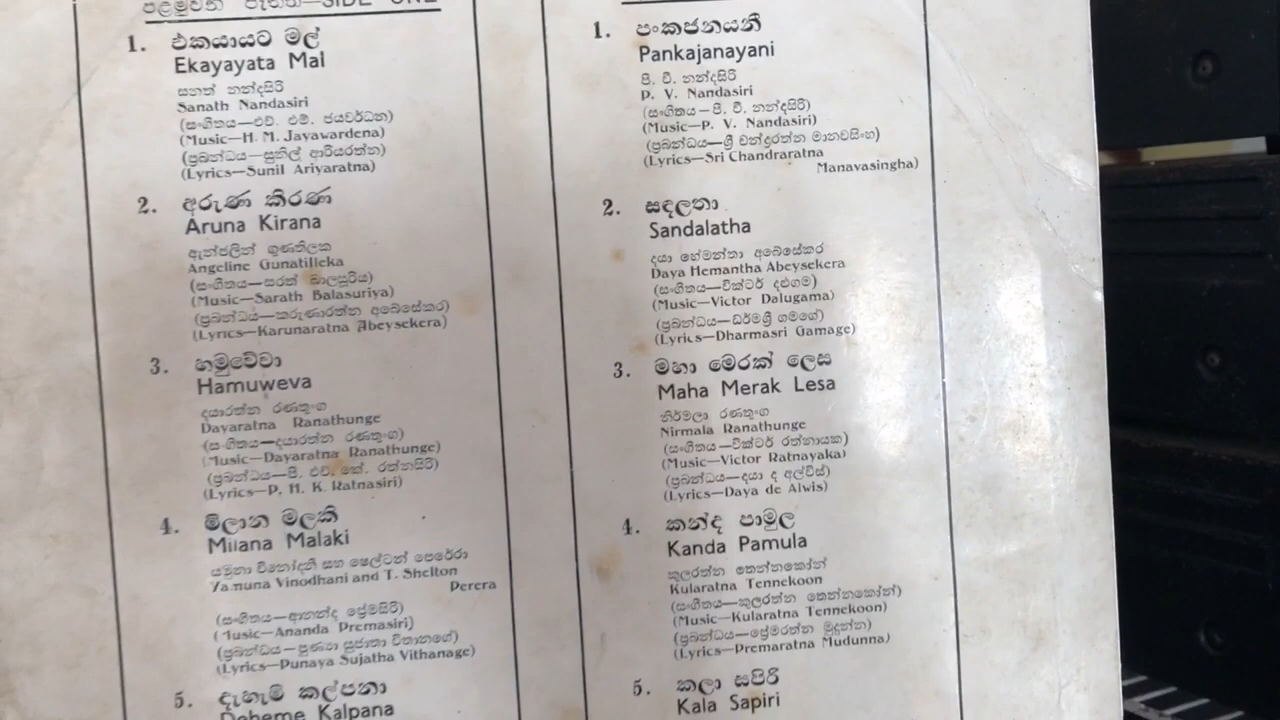 පළමුවන පැත්ත—SIDE ONE
1. එකයායට මල්
Ekayayata Mal
සනත් නන්දසිරි
Sanath Nandasiri
(සංගීතය—එච්. එම්. ජයවර්ධන)
(Music—H. M. Jayawardena)
(ප්‍රබන්ධය—සුනිල් ආරියරත්න)
(Lyrics—Sunil Ariyaratna)
2. අරුණ කිරණ
Aruna Kirana
ඇන්ජලීන් ගුණතිලක
Angeline Gunatilleka
(සංගීතය—සරත් බාලසූරිය)
(Music—Sarath Balasuriya)
(ප්‍රබන්ධය—කරුණාරත්න අබේසේකර)
(Lyrics—Karunaratna Abeysekera)
3. හමුවේවා
Hamuweva
දයාරත්න රණතුංග
Dayaratna Ranathunge
(සංගීතය—දයාරත්න රණතුංග)
(Music—Dayaratna Ranathunge)
(ප්‍රබන්ධය—පී. එච්. කේ. රත්නසිරි)
(Lyrics—P. H. K. Ratnasiri)
4. මිලාන මලකි
Milana Malaki
යමුනා විනෝදනි සහ ෂෙල්ටන් පෙරේරා
Yamuna Vinodhani and T. Shelton
Perera
(සංගීතය—ආනන්ද ප්‍රේමසිරි)
(Music—Ananda Premasiri)
(ප්‍රබන්ධය—පුණ්‍යා සුජාතා විතානගේ)
(Lyrics—Punaya Sujatha Vithanage)
5. දැහැමි කල්පනා
Deheme Kalpana
1. පංකජනයනී
Pankajanayani
පී. වී. නන්දසිරි
P. V. Nandasiri
(සංගීතය—පී. වී. නන්දසිරි)
(Music—P. V. Nandasiri)
(ප්‍රබන්ධය—ශ්‍රී චන්ද්‍රරත්න මානවසිංහ)
(Lyrics—Sri Chandraratna
Manavasingha)
2. සඳලතා
Sandalatha
දයා හේමන්තා අබේසේකර
Daya Hemantha Abeysekera
(සංගීතය—වික්ටර් දළුගම)
(Music—Victor Dalugama)
(ප්‍රබන්ධය—ධර්මශ්‍රී ගමගේ)
(Lyrics—Dharmasri Gamage)
3. මහා මෙරක් ලෙස
Maha Merak Lesa
නිර්මලා රණතුංග
Nirmala Ranathunge
(සංගීතය—වික්ටර් රත්නායක)
(Music—Victor Ratnayaka)
(ප්‍රබන්ධය—දයා ද අල්විස්)
(Lyrics—Daya de Alwis)
4. කන්ද පාමුල
Kanda Pamula
කුලරත්න තෙන්නකෝන්
Kularatna Tennekoon
(සංගීතය—කුලරත්න තෙන්නකෝන්)
(Music—Kularatna Tennekoon)
(ප්‍රබන්ධය—ප්‍රේමරත්න මුදුන්න)
(Lyrics—Premaratna Mudunna)
5. කලා සපිරි
Kala Sapiri